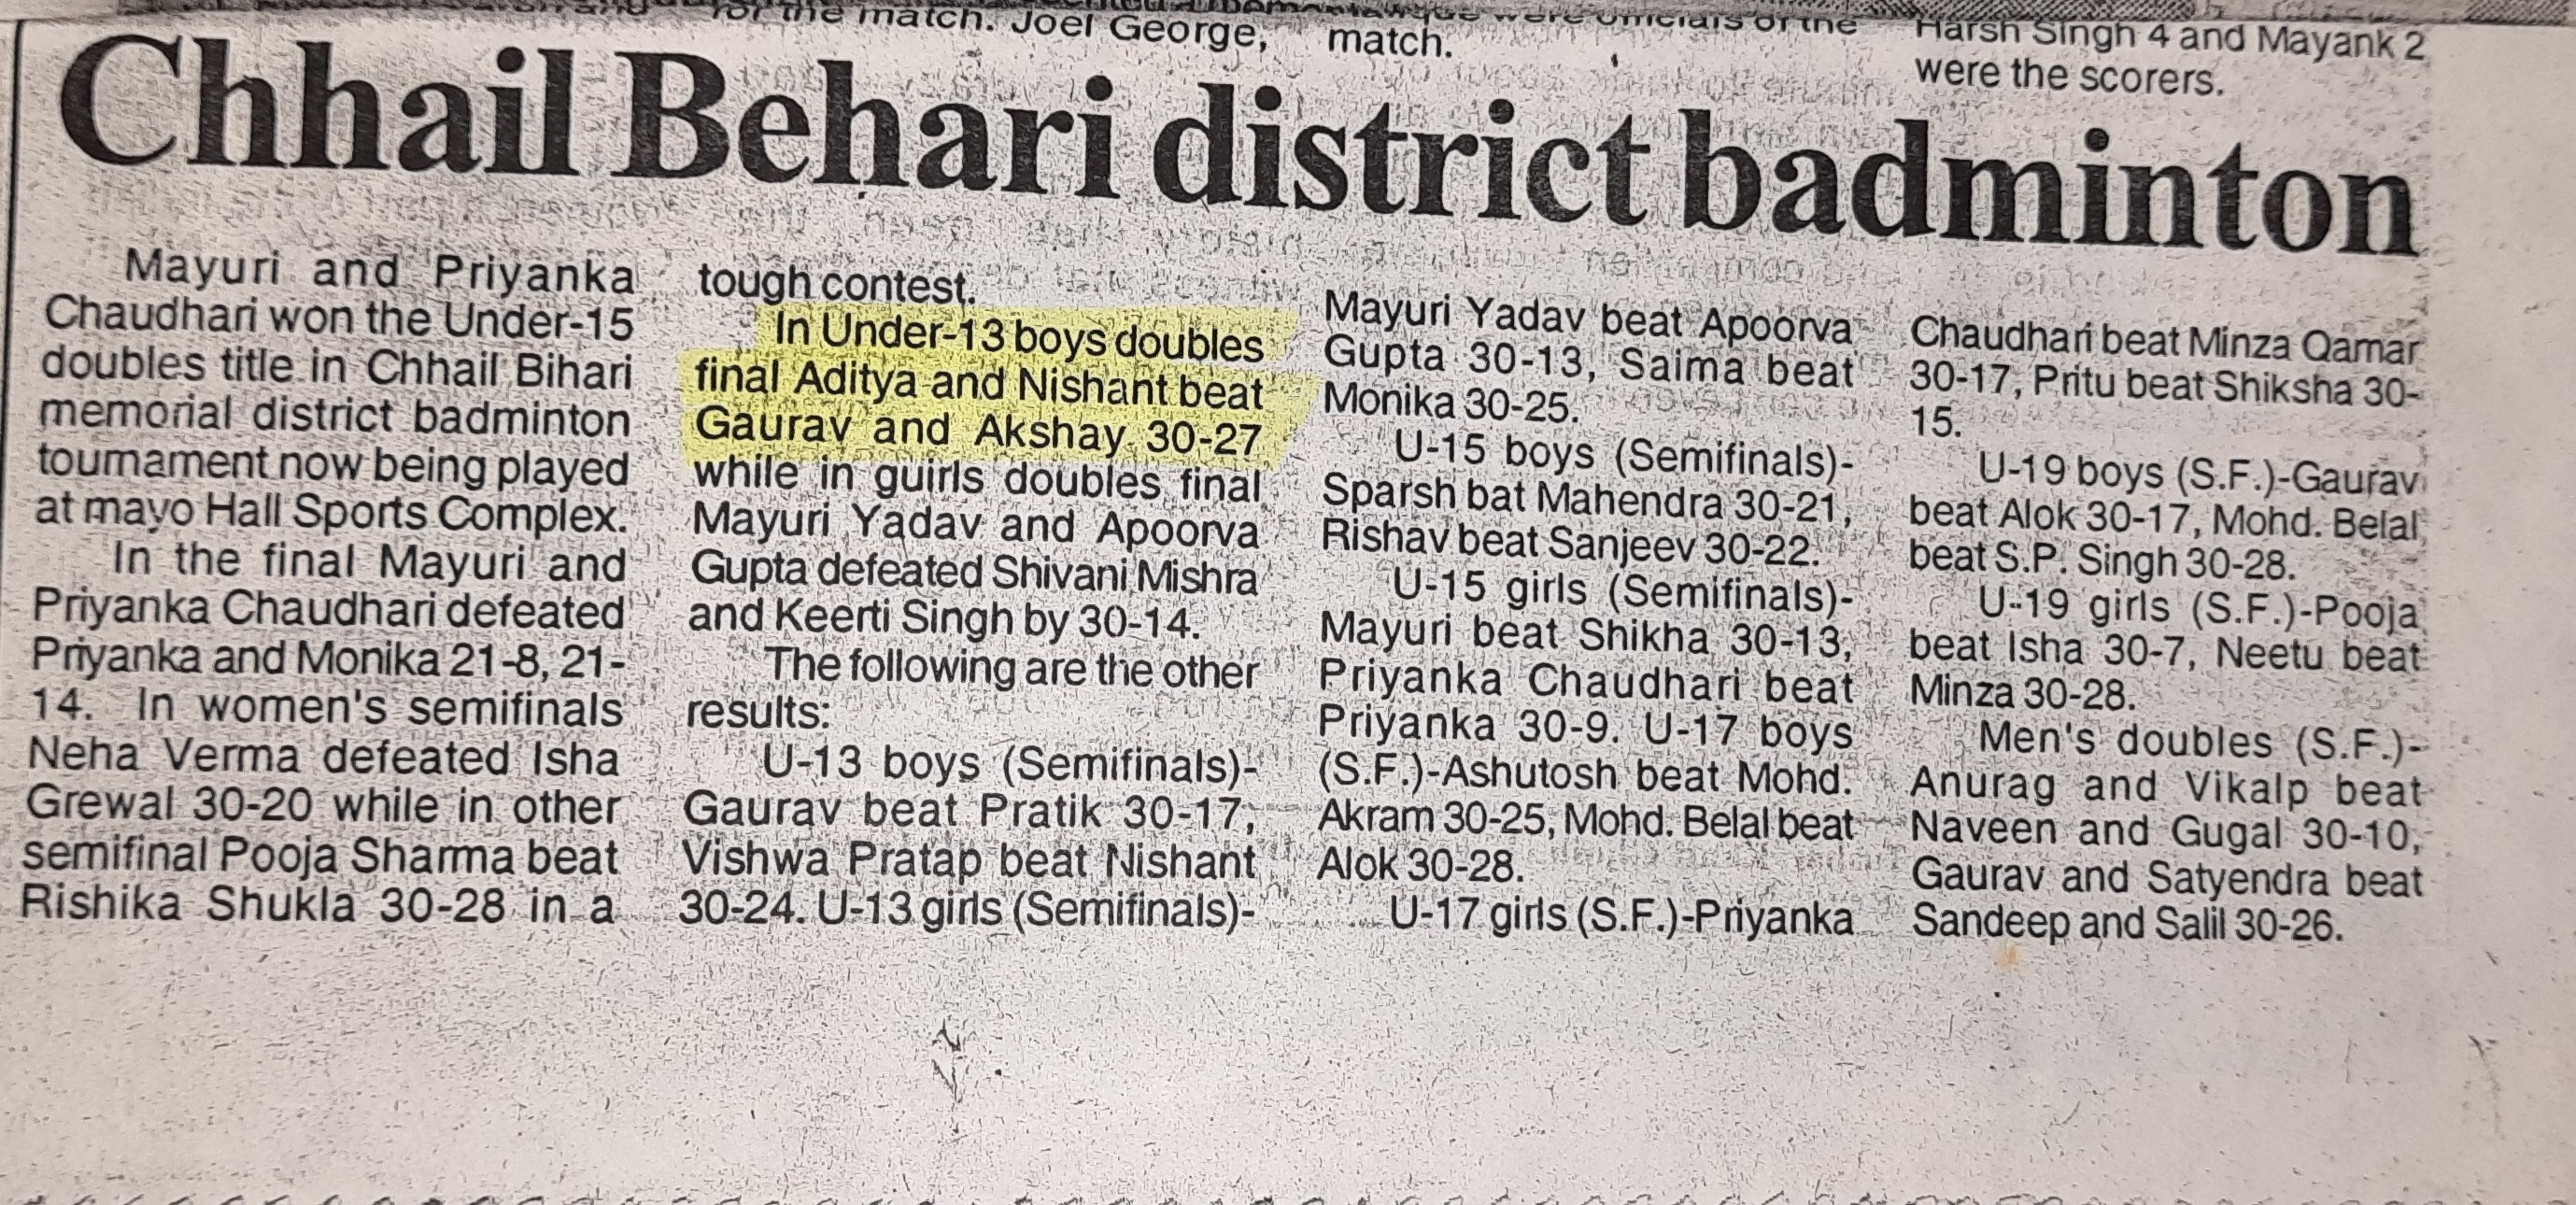 for the match. Joel George,
were officials of the
match.
Harsh Singh 4 and Mayank 2
were the scorers.
Chhail Behari district badminton
Mayuri and Priyanka
Chaudhari won the Under-15
doubles title in Chhail Bihari
memorial district badminton
tournament now being played
at mayo Hall Sports Complex.
In the final Mayuri and
Priyanka Chaudhari defeated
Priyanka and Monika 21-8, 21-
14. In women's semifinals
Neha Verma defeated Isha
Grewal 30-20 while in other
semifinal Pooja Sharma beat
Rishika Shukla 30-28 in a
tough contest.
In Under-13 boys doubles
final Aditya and Nishant beat
Gaurav and Akshay 30-27
while in guirls doubles final
Mayuri Yadav and Apoorva
Gupta defeated Shivani Mishra
and Keerti Singh by 30-14.
The following are the other
results:
U-13 boys (Semifinals)-
Gaurav beat Pratik 30-17,
Vishwa Pratap beat Nishant
30-24. U-13 girls (Semifinals)-
Mayuri Yadav beat Apoorva
Gupta 30-13, Saima beat
Monika 30-25.
U-15 boys (Semifinals)-
Sparsh bat Mahendra 30-21,
Rishav beat Sanjeev 30-22.
U-15 girls (Semifinals)-
Mayuri beat Shikha 30-13,
Priyanka Chaudhari beat
Priyanka 30-9. U-17 boys
(S.F.)-Ashutosh beat Mohd.
Akram 30-25, Mohd. Belal beat
Alok 30-28.
U-17 girls (S.F.)-Priyanka
Chaudhari beat Minza Qamar
30-17, Pritu beat Shiksha 30-
15.
U-19 boys (S.F.)-Gaurav
beat Alok 30-17, Mohd. Belal
beat S.P. Singh 30-28.
U-19 girls (S.F.)-Pooja
beat Isha 30-7, Neetu beat
Minza 30-28.
Men's doubles (S.F.)-
Anurag and Vikalp beat
Naveen and Gugal 30-10,
Gaurav and Satyendra beat
Sandeep and Salil 30-26.